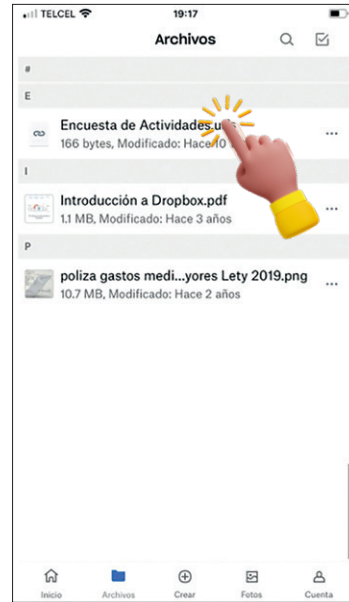 TELCEL 19:17
Archivos
#
E
Encuesta de Actividades
166 bytes, Modificado: Hace 10
I
Introducción a Dropbox.pdf
1.1 MB, Modificado: Hace 3 años
P
poliza gastos medi...yores Lety 2019.png
10.7 MB, Modificado: Hace 2 años
Inicio Archivos Crear Fotos Cuenta